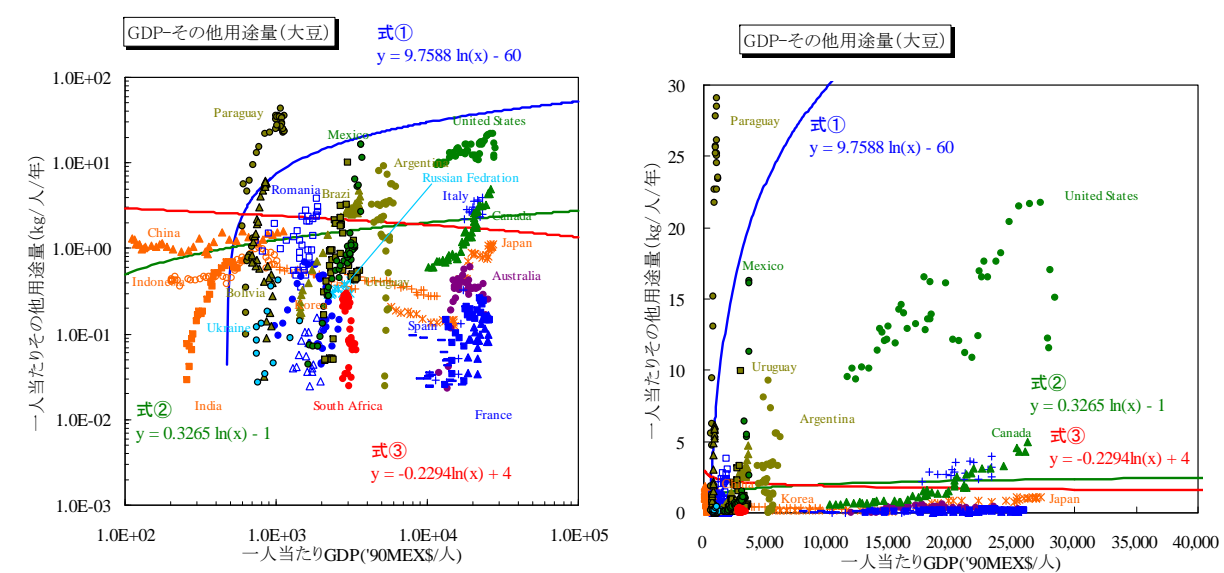 GDP-その他用途量(大豆)
式①
y = 9.7588 ln(x) - 60
1.0E+02
1.0E+01
1.0E+00
1.0E-01
1.0E-02
1.0E-03
1.0E+02
1.0E+03
1.0E+04
1.0E+05
一人当たりその他用途量(kg/人/年)
一人当たりGDP('90MEX$/人)
Paraguay
Mexico
United States
Argentina
Russian Fedration
Romania
Brazi
Italy
Canada
China
Japan
Indonesia
Australia
Bolivia
Uruguay
Korea
Ukraine
Spain
India
South Africa
France
式②
y = 0.3265 ln(x) - 1
式③
y = -0.2294ln(x) + 4
GDP-その他用途量(大豆)
30
25
20
15
10
5
0
0
5,000
10,000
15,000
20,000
25,000
30,000
35,000
40,000
一人当たりその他用途量(kg/人/年)
一人当たりGDP('90MEX$/人)
式①
y = 9.7588 ln(x) - 60
Paraguay
United States
Mexico
Uruguay
Argentina
式②
y = 0.3265 ln(x) - 1
Canada
式③
y = -0.2294ln(x) + 4
Korea
Japan